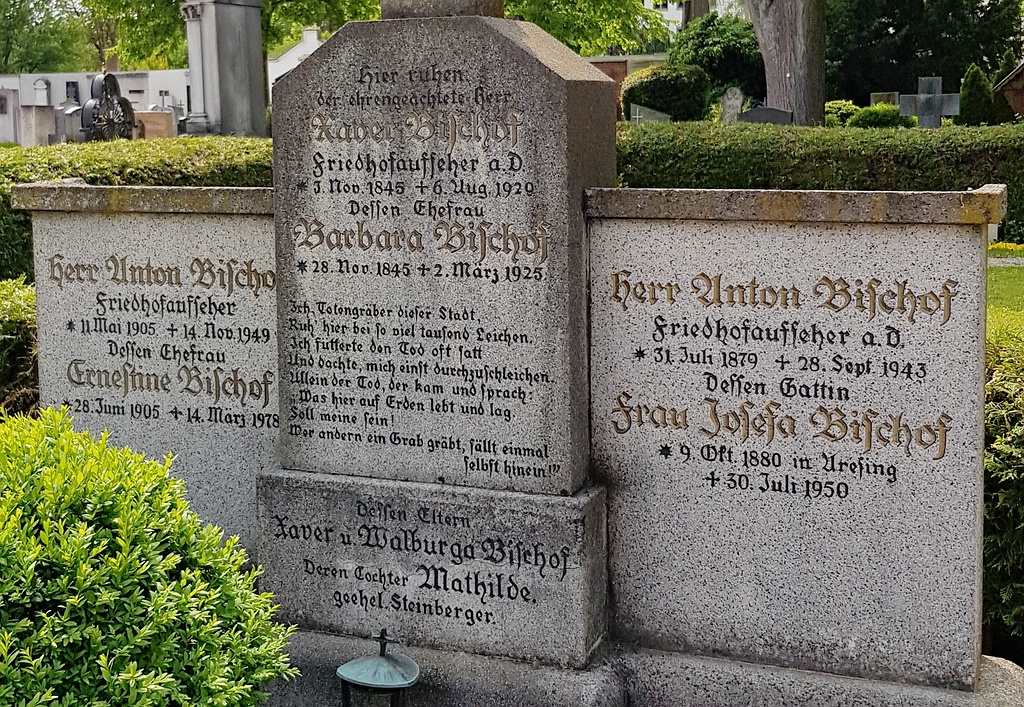 Herr Anton Bischo
Friedhofaufseher
* 11. Mai 1905 + 14. Nov. 1949
Dessen Ehefrau
Ernestine Bischof
* 28. Juni 1905 + 14. März 1978
Hier ruhen
der ehrengeachtete Herr
Xaver Bischof
Friedhofaufseher a.D.
* 3. Nov. 1845 + 6. Aug. 1929
Dessen Ehefrau
Barbara Bischof
* 28. Nov. 1845 + 2. März 1925.
Ich, Totengräber dieser Stadt,
Ruh' hier bei so viel tausend Leichen.
Ich fütterte den Tod oft satt
Und dachte, mich einst durchzuschleichen.
Allein der Tod, der kam und sprach:
"Was hier auf Erden lebt und lag
Soll meine sein!
Wer andern ein Grab gräbt, fällt einmal
selbst hinein!"
Dessen Eltern
Xaver u Walburga Bischof
Deren Tochter Mathilde.
geehel. Steinberger.
Herr Anton Bischof
Friedhofaufseher a.D.
* 31. Juli 1879 + 28. Sept. 1943
Dessen Gattin
Frau Josefa Bischof
* 9. Okt 1880 in Aresing
+ 30. Juli 1950